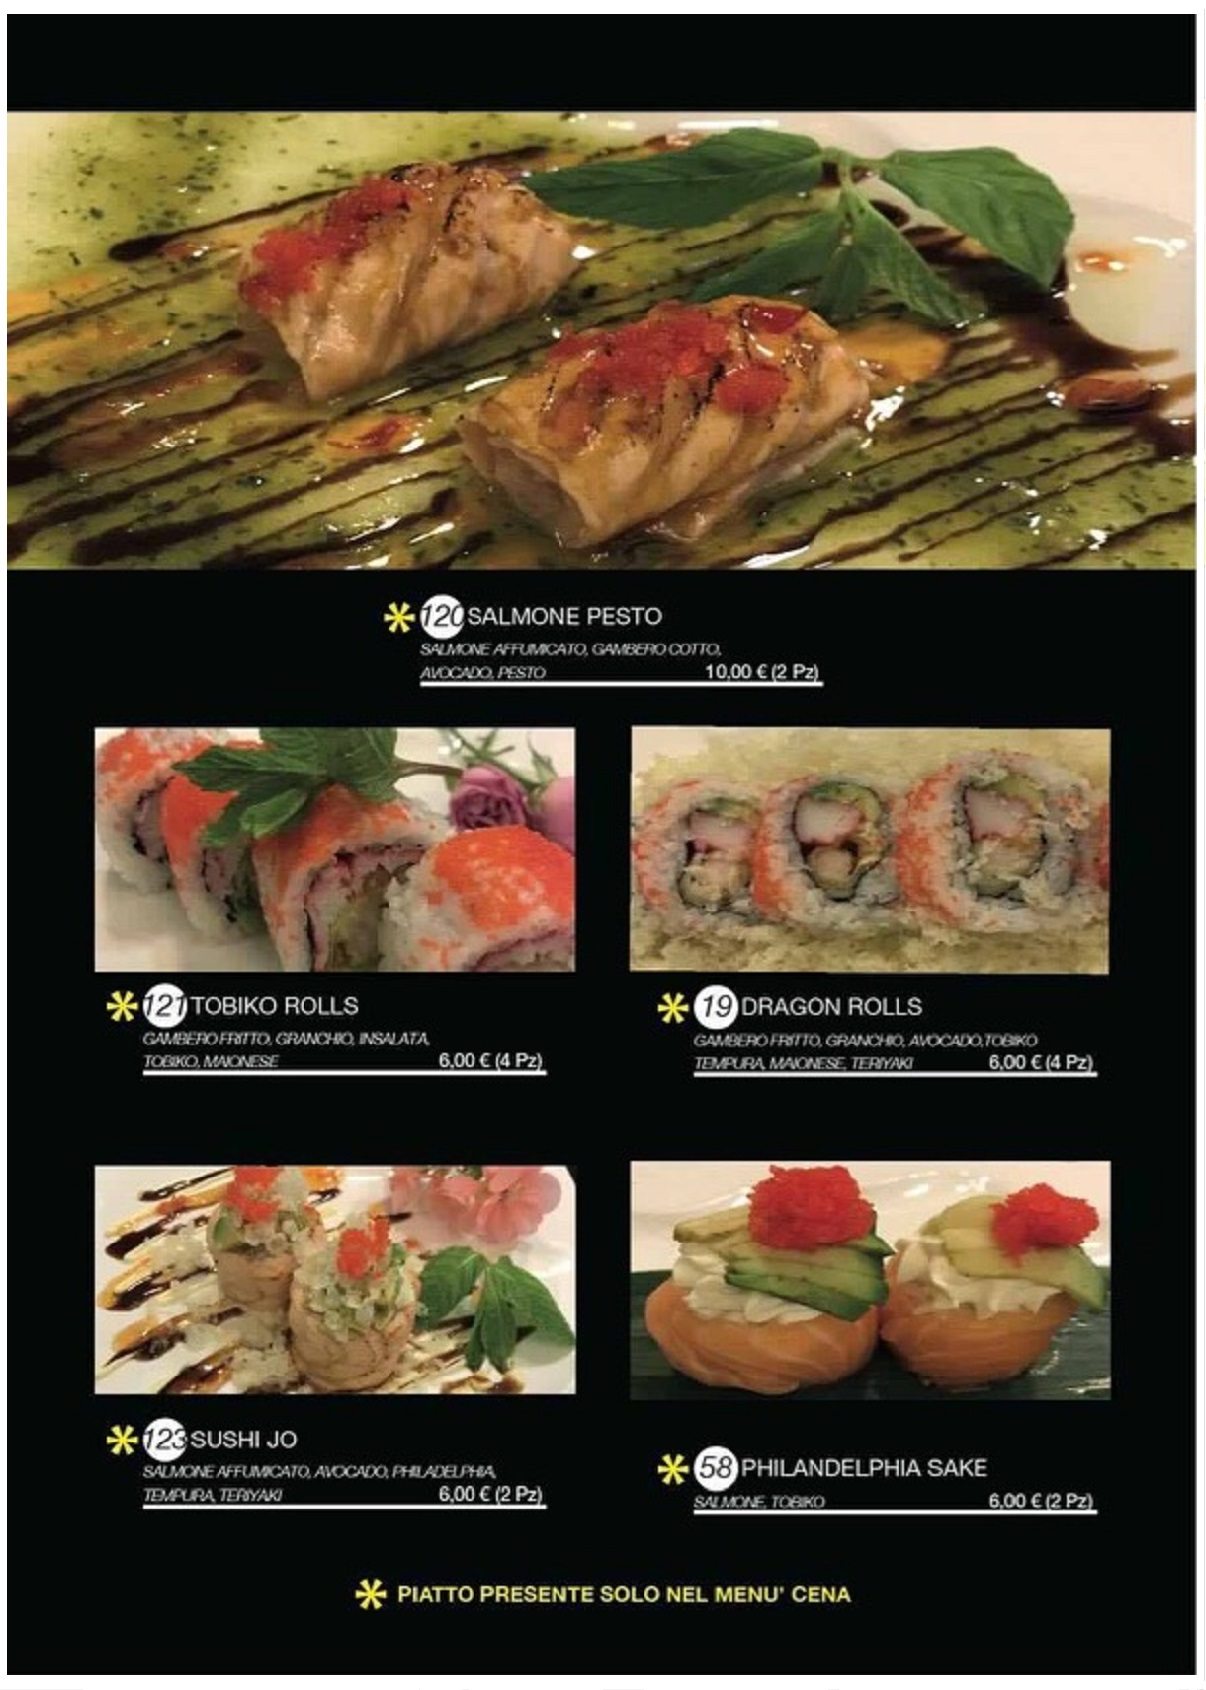 120 SALMONE PESTO
SALMONE AFFUMICATO, GAMBERO COTTO,
AVOCADO, PESTO 10,00 € (2 Pz)
121 TOBIKO ROLLS
GAMBERO FRITTO, GRANCHIO, INSALATA,
TOBIKO, MAIONESE 6,00 € (4 Pz)
19 DRAGON ROLLS
GAMBERO FRITTO, GRANCHIO, AVOCADO,TOBIKO
TEMPURA, MAIONESE, TERIYAKI 6,00 € (4 Pz)
123 SUSHI JO
SALMONE AFFUMICATO, AVOCADO, PHILADELPHIA,
TEMPURA, TERIYAKI 6,00 € (2 Pz)
58 PHILANDELPHIA SAKE
SALMONE, TOBIKO 6,00 € (2 Pz)
PIATTO PRESENTE SOLO NEL MENU' CENA